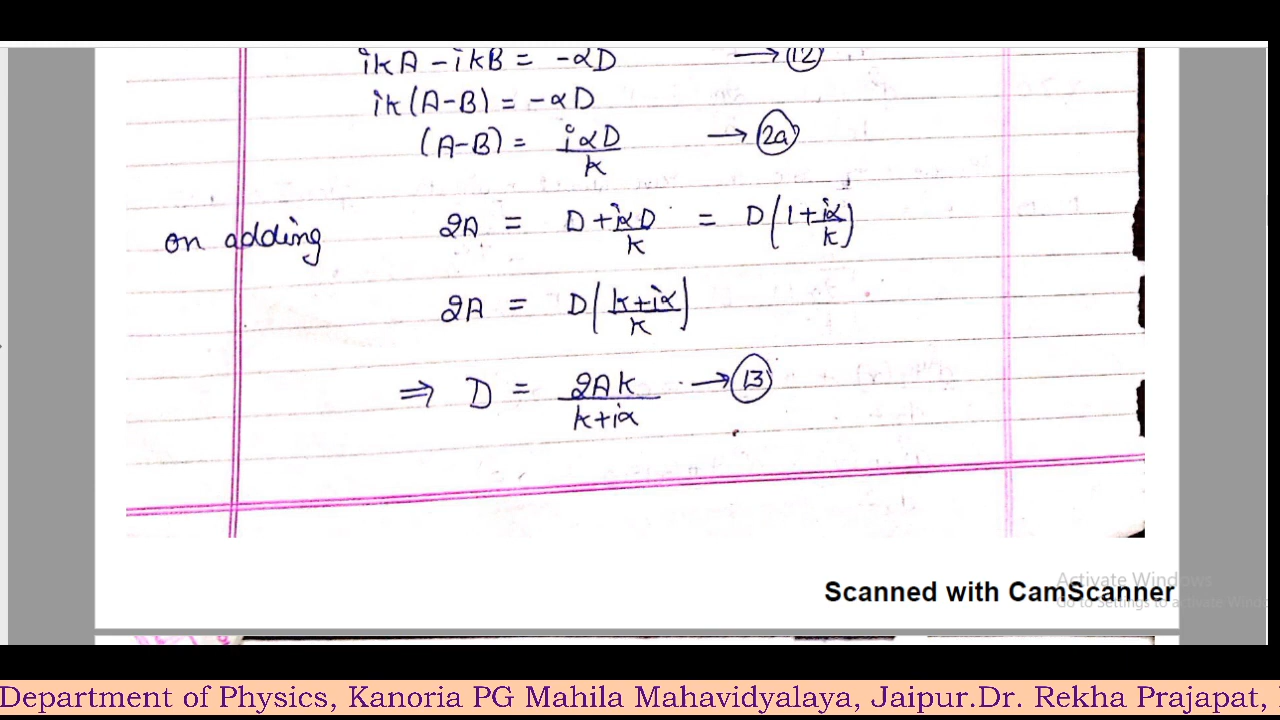 ikA - ikB = -αD → 12
ik(A-B) = -αD
(A-B) = iαD/k → 2a
on adding 2A = D + iαD/k = D(1 + iα/k)
2A = D(k+iα/k)
⇒ D = 2Ak/k+iα → 13
Activate Windows
Scanned with CamScanner
Go to Settings to activate Windo
Department of Physics, Kanoria PG Mahila Mahavidyalaya, Jaipur.Dr. Rekha Prajapat,